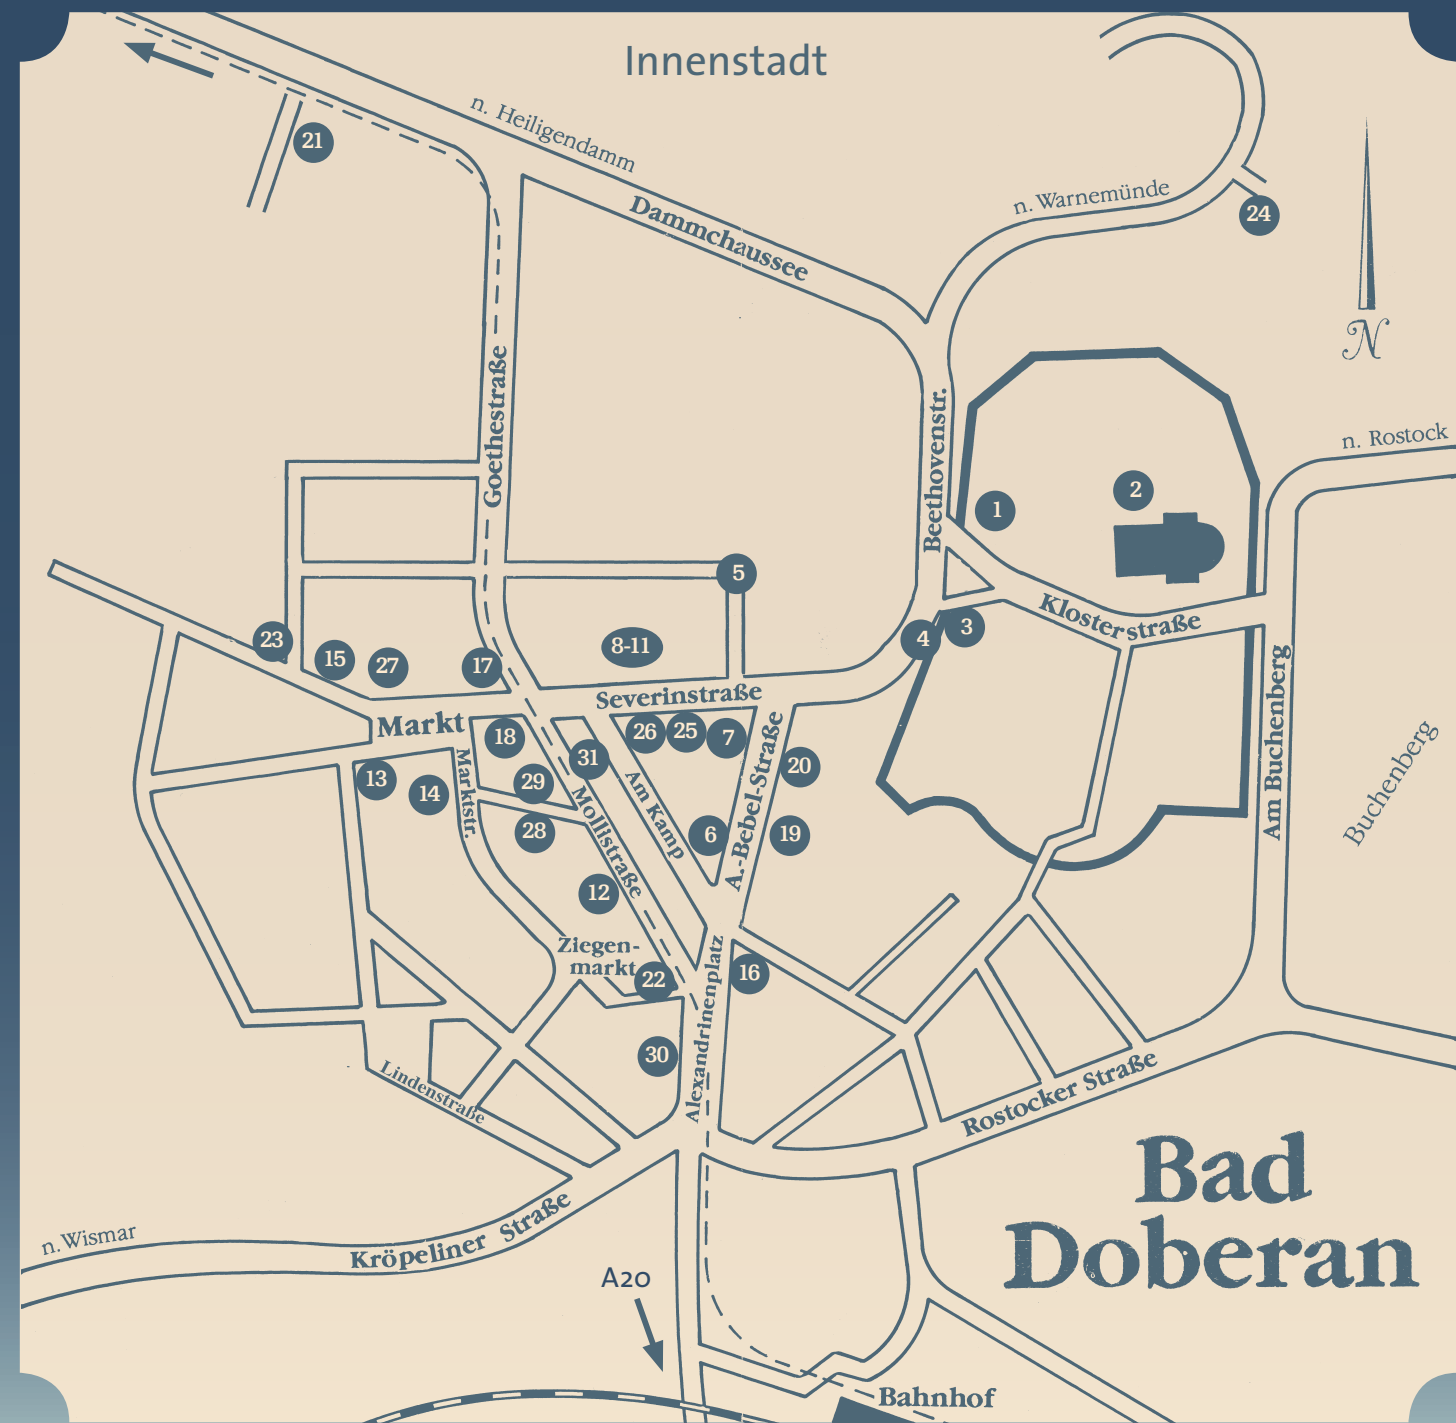 Innenstadt
n. Heiligendamm
21
Dammchaussee
n. Warnemünde
24
N
Goethestraße
Beethovenstr.
n. Rostock
1
2
5
Klosterstraße
3
4
8-11
23
15
27
17
Severinstraße
Markt
18
26
25
7
31
20
13
14
Marktstr.
29
28
Mollistraße
Am Kamp
6
A.-Bebel-Straße
19
Am Buchenberg
Buchenberg
12
Ziegen-
markt
22
16
Alexandrinenplatz
30
Lindenstraße
Rostocker Straße
Bad
Doberan
n. Wismar
Kröpeliner Straße
A20
Bahnhof